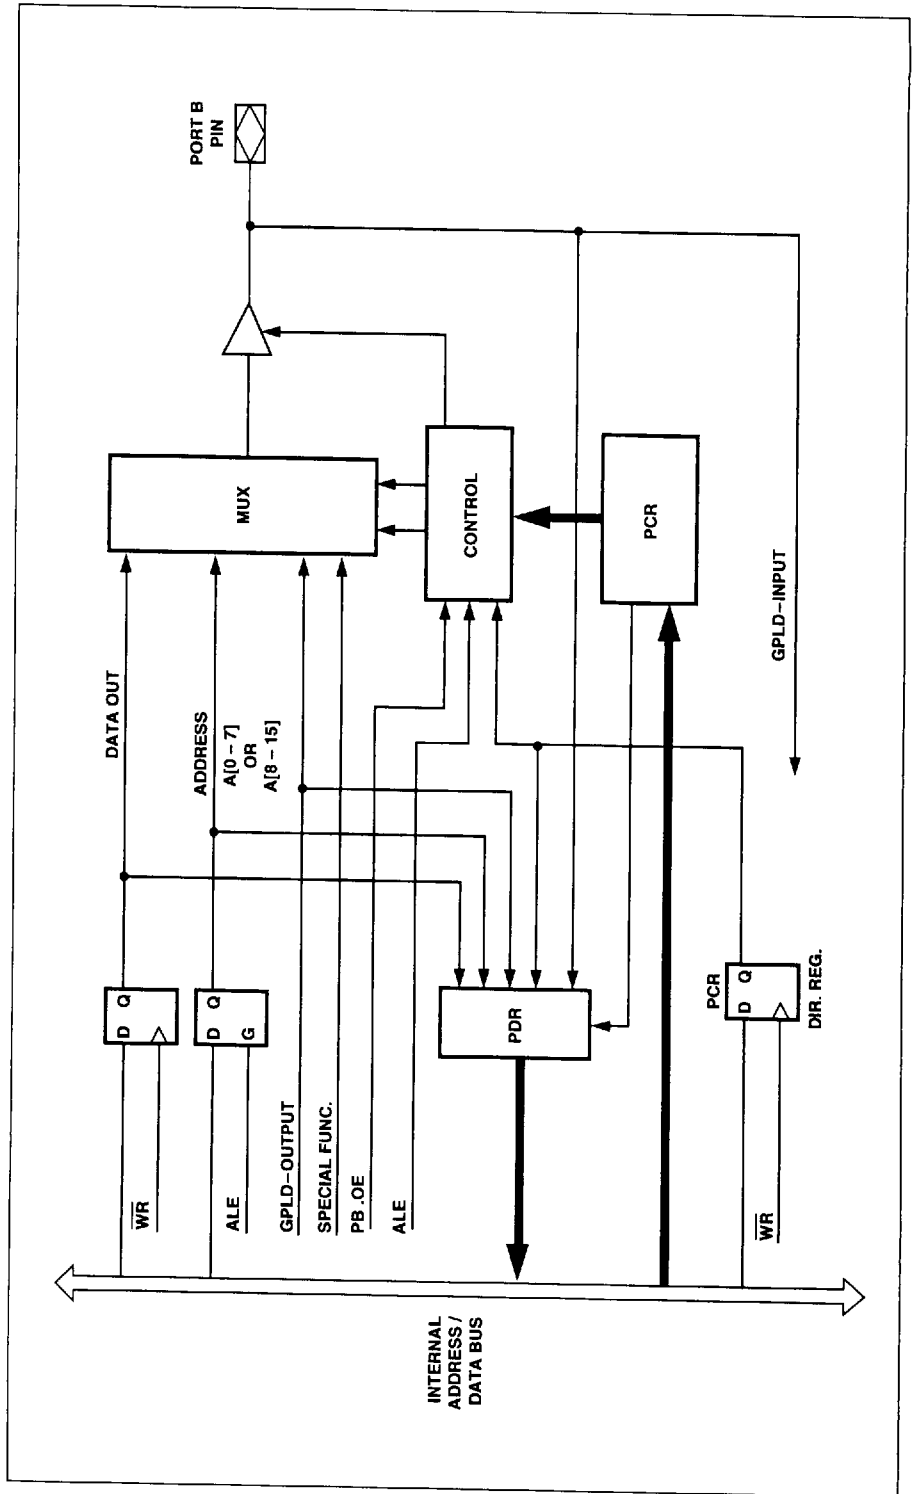 PORT B
PIN
MUX
CONTROL
PCR
GPLD–INPUT
DATA OUT
ADDRESS
A[0 – 7]
OR
A[8 – 15]
D Q
D Q
G
PDR
PCR
D Q
DIR. REG.
WR
ALE
GPLD–OUTPUT
SPECIAL FUNC.
PB .OE
ALE
WR
INTERNAL
ADDRESS /
DATA BUS